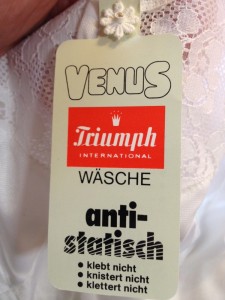 VENUS
Triumph
INTERNATIONAL
WÄSCHE
anti-
statisch
• klebt nicht
• knistert nicht
• klettert nicht